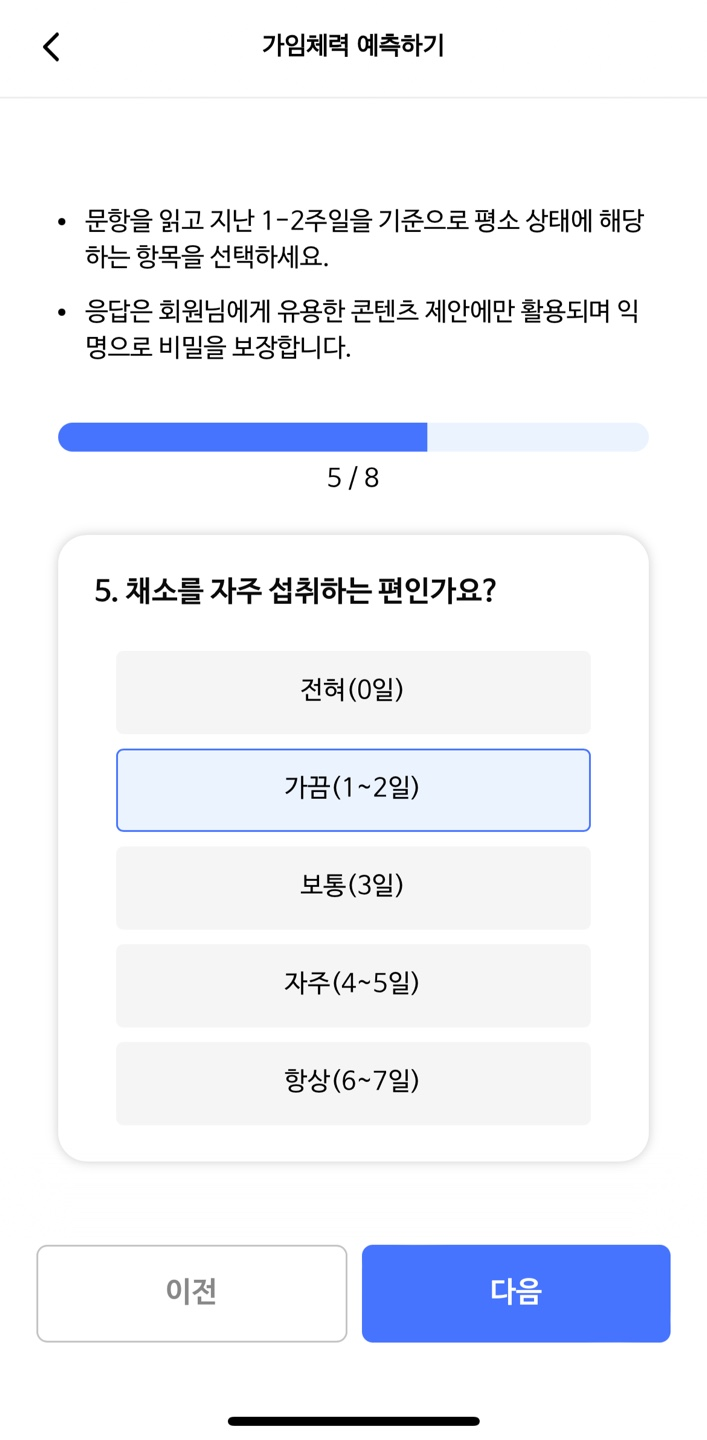 가임체력 예측하기
• 문항을 읽고 지난 1-2주일을 기준으로 평소 상태에 해당
하는 항목을 선택하세요.
• 응답은 회원님에게 유용한 콘텐츠 제안에만 활용되며 익
명으로 비밀을 보장합니다.
5 / 8
5. 채소를 자주 섭취하는 편인가요?
전혀(0일)
가끔(1~2일)
보통(3일)
자주(4~5일)
항상(6~7일)
이전
다음